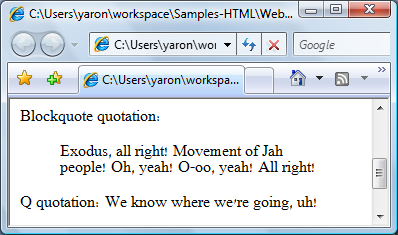 C:\Users\yaron\workspace\Samples-HTML\Web...
C:\Users\yaron\wor
Google
C:\Users\yaron\workspa...
Blockquote quotation:
Exodus, all right! Movement of Jah
people! Oh, yeah! O-oo, yeah! All right!
Q quotation: We know where we're going, uh!